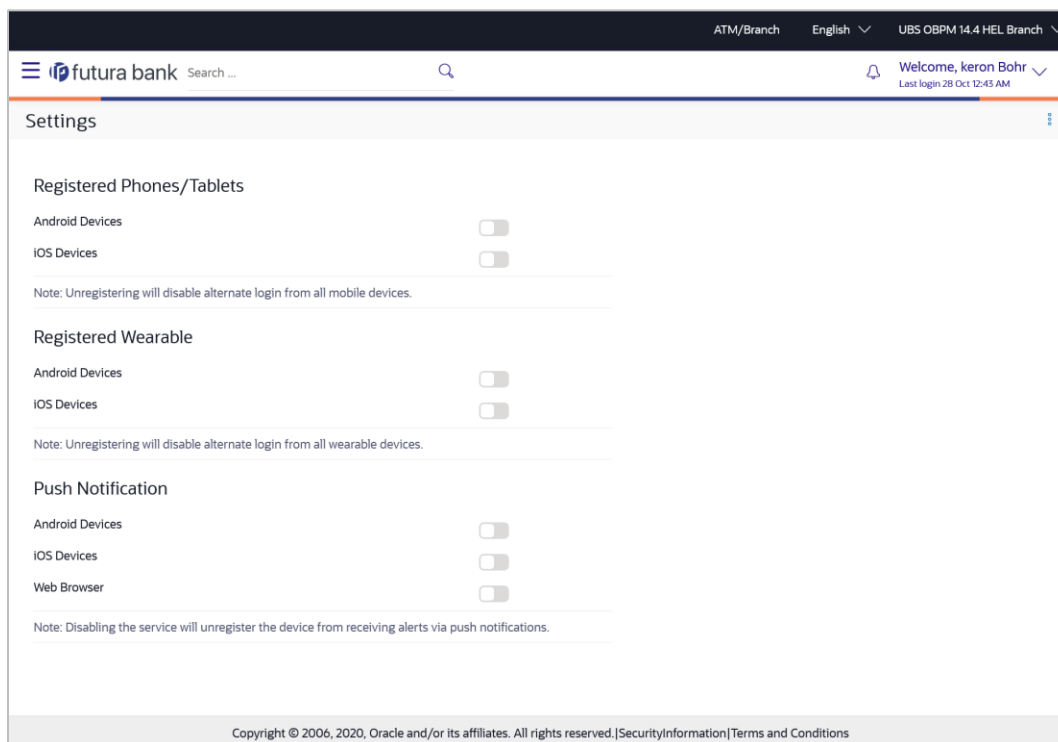 ATM/Branch English UBS OBPM 14.4 HEL Branch
futura bank Search ... Welcome, keron Bohr
Last login 28 Oct 12:43 AM
Settings
Registered Phones/Tablets
Android Devices
iOS Devices
Note: Unregistering will disable alternate login from all mobile devices.
Registered Wearable
Android Devices
iOS Devices
Note: Unregistering will disable alternate login from all wearable devices.
Push Notification
Android Devices
iOS Devices
Web Browser
Note: Disabling the service will unregister the device from receiving alerts via push notifications.
Copyright © 2006, 2020, Oracle and/or its affiliates. All rights reserved.|SecurityInformation|Terms and Conditions